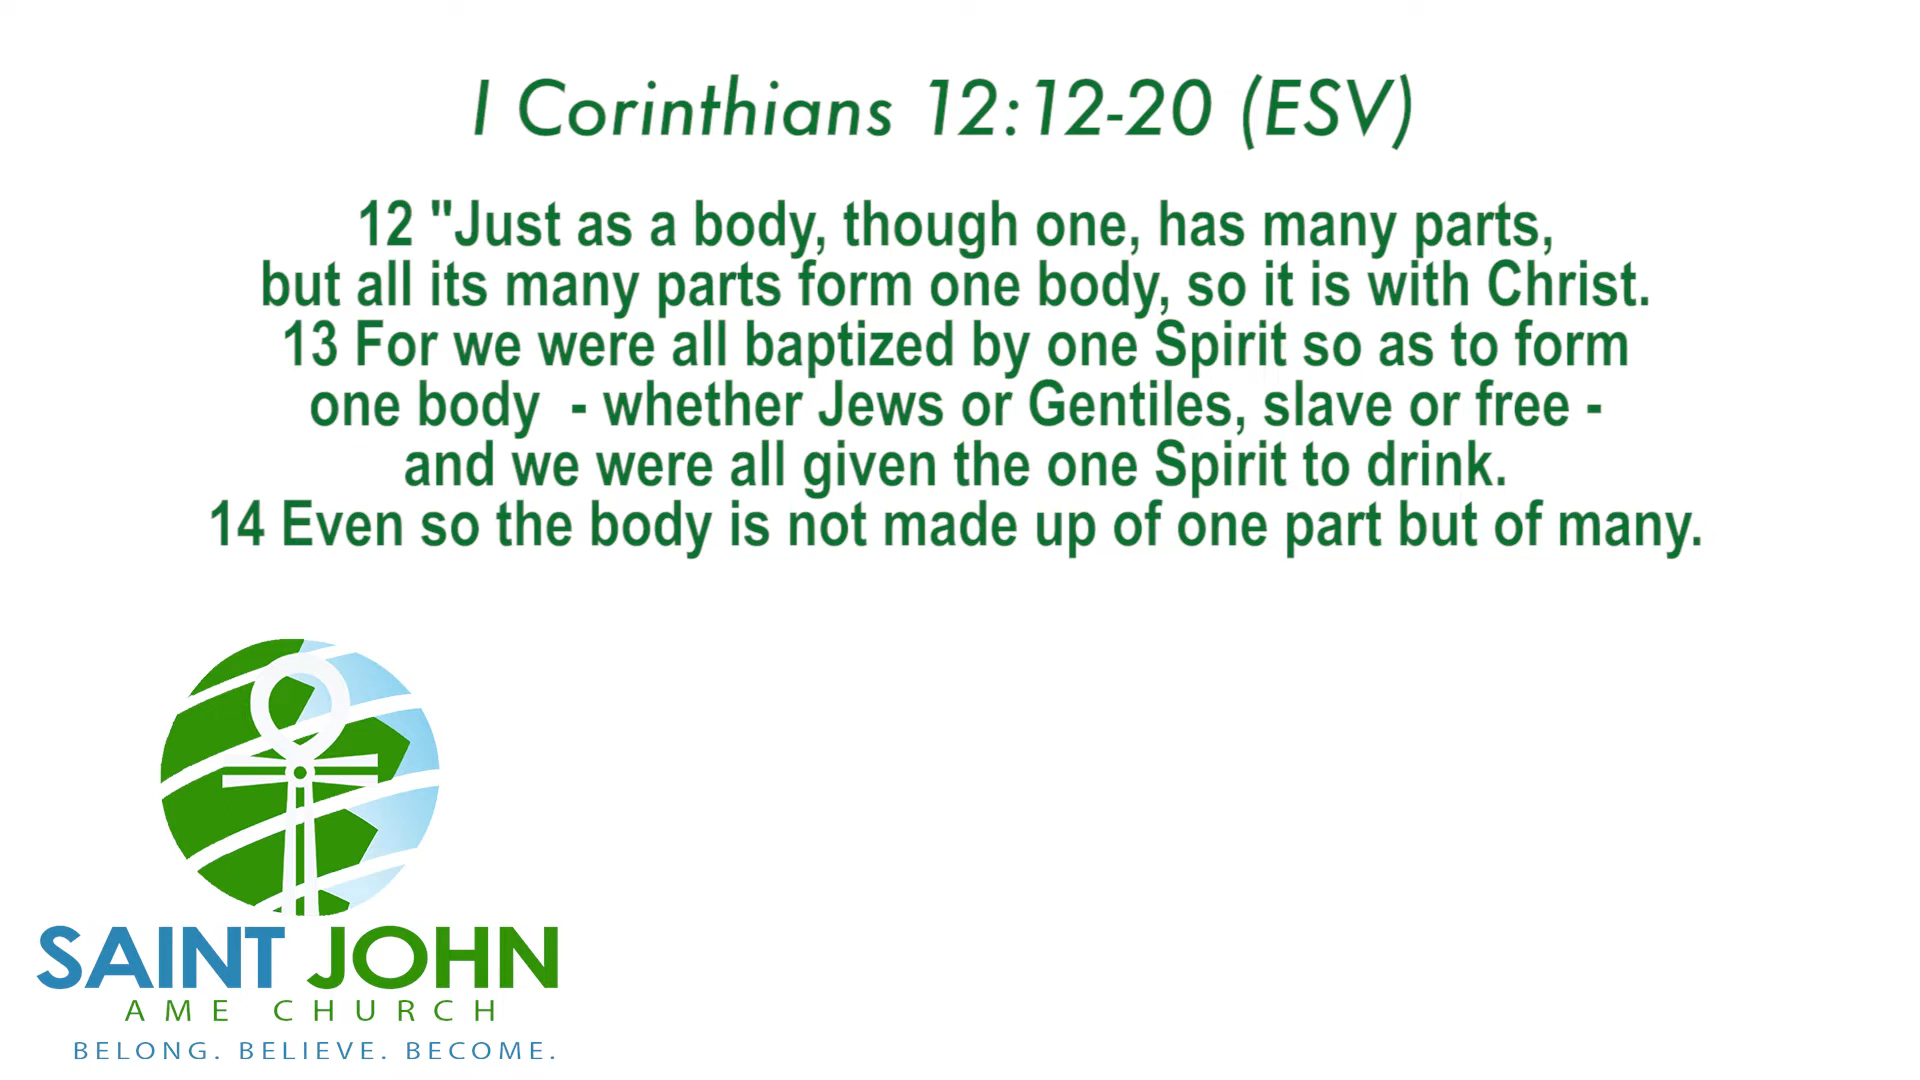 I Corinthians 12:12-20 (ESV)
12 "Just as a body, though one, has many parts,
but all its many parts form one body, so it is with Christ.
13 For we were all baptized by one Spirit so as to form
one body  - whether Jews or Gentiles, slave or free -
and we were all given the one Spirit to drink.
14 Even so the body is not made up of one part but of many.
SAINT JOHN
AME CHURCH
BELONG. BELIEVE. BECOME.